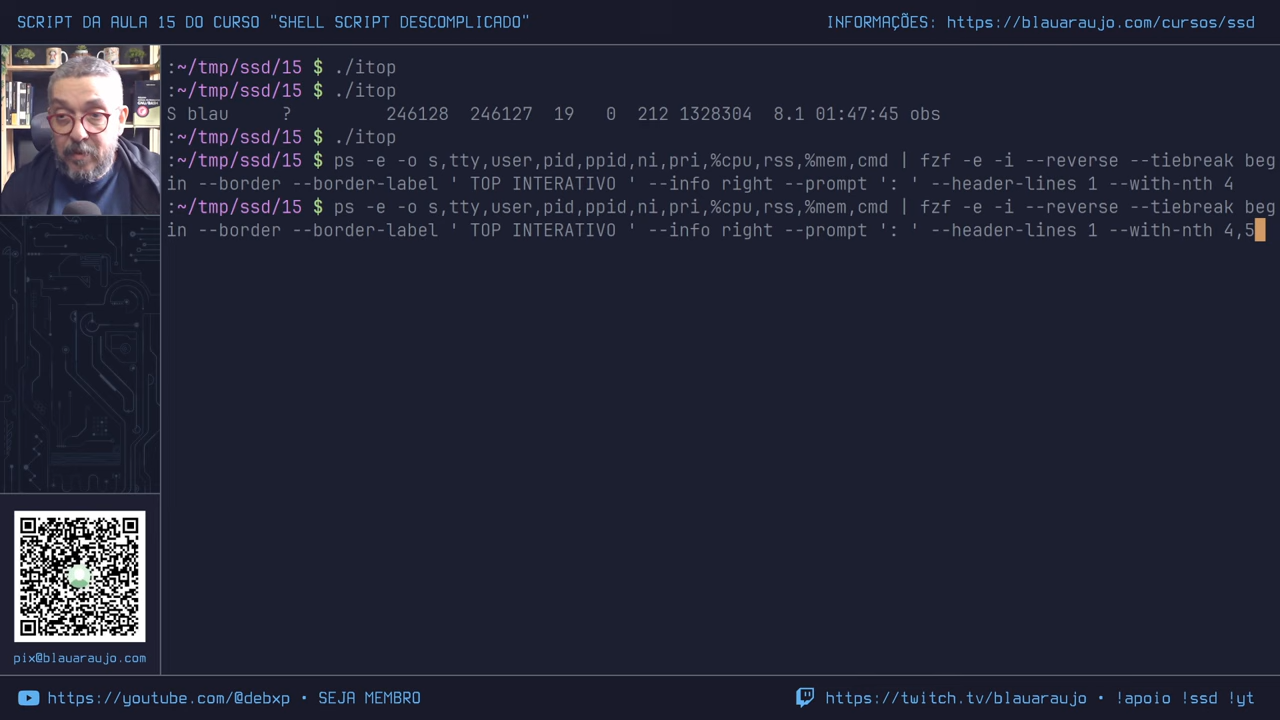 SCRIPT DA AULA 15 DO CURSO "SHELL SCRIPT DESCOMPLICADO"
INFORMAÇÕES: https://blauaraujo.com/cursos/ssd
:~/tmp/ssd/15 $ ./itop
:~/tmp/ssd/15 $ ./itop
S blau     ?         246128  246127  19   0  212 1328304  8.1 01:47:45 obs
:~/tmp/ssd/15 $ ./itop
:~/tmp/ssd/15 $ ps -e -o s,tty,user,pid,ppid,ni,pri,%cpu,rss,%mem,cmd | fzf -e -i --reverse --tiebreak beg
in --border --border-label ' TOP INTERATIVO ' --info right --prompt ': ' --header-lines 1 --with-nth 4
:~/tmp/ssd/15 $ ps -e -o s,tty,user,pid,ppid,ni,pri,%cpu,rss,%mem,cmd | fzf -e -i --reverse --tiebreak beg
in --border --border-label ' TOP INTERATIVO ' --info right --prompt ': ' --header-lines 1 --with-nth 4,5
pix@blauaraujo.com
https://youtube.com/@debxp • SEJA MEMBRO
https://twitch.tv/blauaraujo • !apoio !ssd !yt